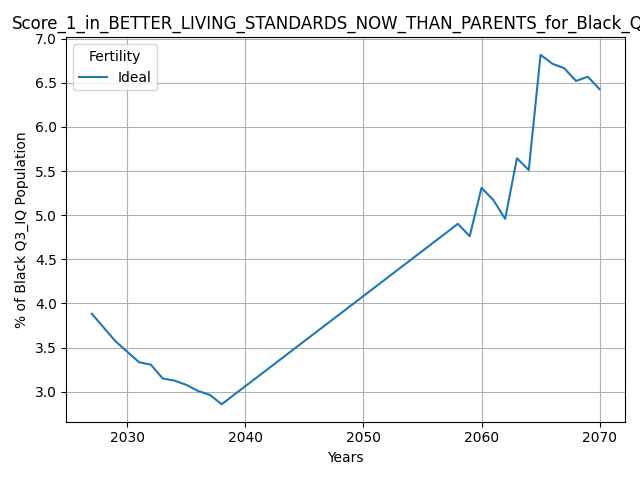 Score_1_in_BETTER_LIVING_STANDARDS_NOW_THAN_PARENTS_for_Black_Q
7.0
6.5
6.0
5.5
5.0
4.5
4.0
3.5
3.0
% of Black Q3_IQ Population
Fertility
Ideal
2030
2040
2050
2060
2070
Years